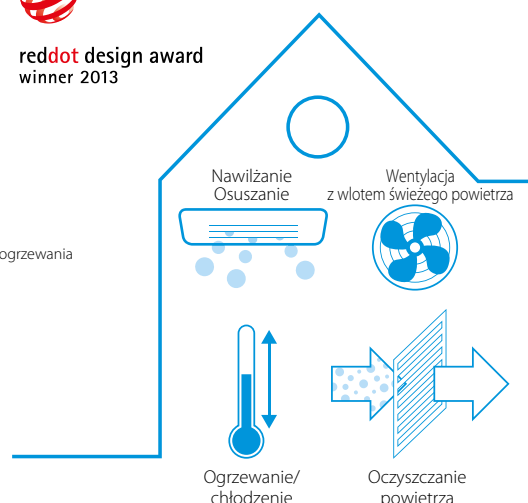 reddot design award
winner 2013
Nawilżanie
Osuszanie
Wentylacja
z wlotem świeżego powietrza
ogrzewania
Ogrzewanie/
chłodzenie
Oczyszczanie
powietrza